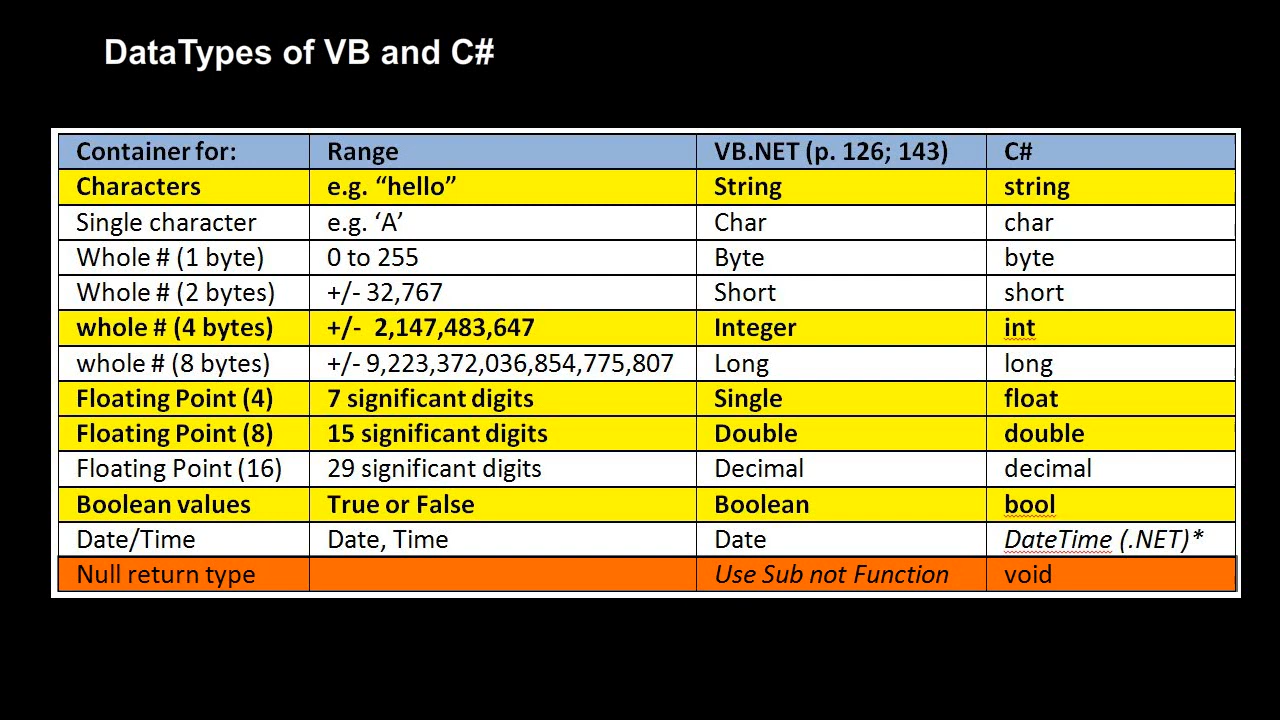 DataTypes of VB and C#
Container for: Range VB.NET (p. 126; 143) C#
Characters e.g. “hello” String string
Single character e.g. ‘A’ Char char
Whole # (1 byte) 0 to 255 Byte byte
Whole # (2 bytes) +/- 32,767 Short short
whole # (4 bytes) +/- 2,147,483,647 Integer int
whole # (8 bytes) +/- 9,223,372,036,854,775,807 Long long
Floating Point (4) 7 significant digits Single float
Floating Point (8) 15 significant digits Double double
Floating Point (16) 29 significant digits Decimal decimal
Boolean values True or False Boolean bool
Date/Time Date, Time Date DateTime (.NET)*
Null return type Use Sub not Function void